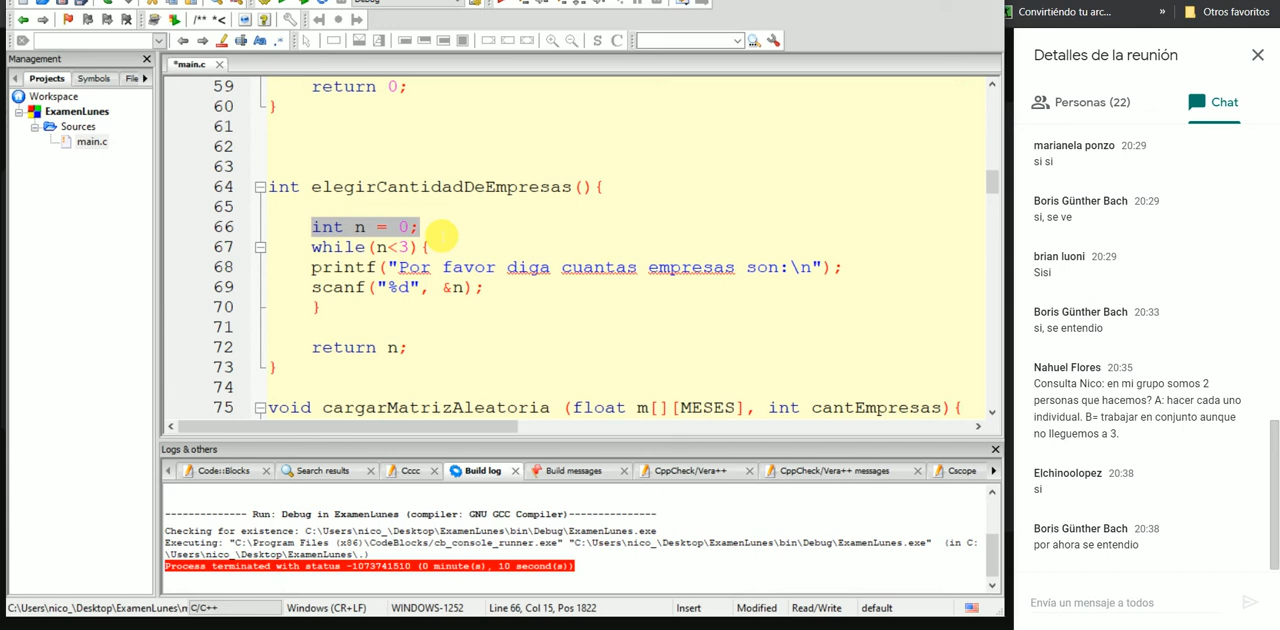 Debug
Convirtiéndo tu arc...
»
Otros favoritos
/** *<
Aa .*
S C
Management
*main.c
Projects Symbols File
Workspace
ExamenLunes
Sources
main.c
59 return 0;
60 }
61
62
63
64 int elegirCantidadDeEmpresas(){
65
66 int n = 0;
67 while(n<3){
68 printf("Por favor diga cuantas empresas son:\n");
69 scanf("%d", &n);
70 }
71
72 return n;
73 }
74
75 void cargarMatrizAleatoria (float m[][MESES], int cantEmpresas){
Logs & others
Code::Blocks Search results Cccc Build log Build messages CppCheck/Vera++ CppCheck/Vera++ messages Cscope
-------------- Run: Debug in ExamenLunes (compiler: GNU GCC Compiler)---------------
Checking for existence: C:\Users\nico_\Desktop\ExamenLunes\bin\Debug\ExamenLunes.exe
Executing: "C:\Program Files (x86)\CodeBlocks/cb_console_runner.exe" "C:\Users\nico_\Desktop\ExamenLunes\bin\Debug\ExamenLunes.exe" (in C:
\Users\nico_\Desktop\ExamenLunes\.)
Process terminated with status -1073741510 (0 minute(s), 10 second(s))
C:\Users\nico_\Desktop\ExamenLunes\m C/C++ Windows (CR+LF) WINDOWS-1252 Line 66, Col 15, Pos 1822 Insert Modified Read/Write default
Detalles de la reunión
Personas (22) Chat
marianela ponzo 20:29
si si
Boris Günther Bach 20:29
si, se ve
brian luoni 20:29
Sisi
Boris Günther Bach 20:33
si, se entendio
Nahuel Flores 20:35
Consulta Nico: en mi grupo somos 2
personas que hacemos? A: hacer cada uno
individual. B= trabajar en conjunto aunque
no lleguemos a 3.
Elchinoolopez 20:38
si
Boris Günther Bach 20:38
por ahora se entendio
Envía un mensaje a todos